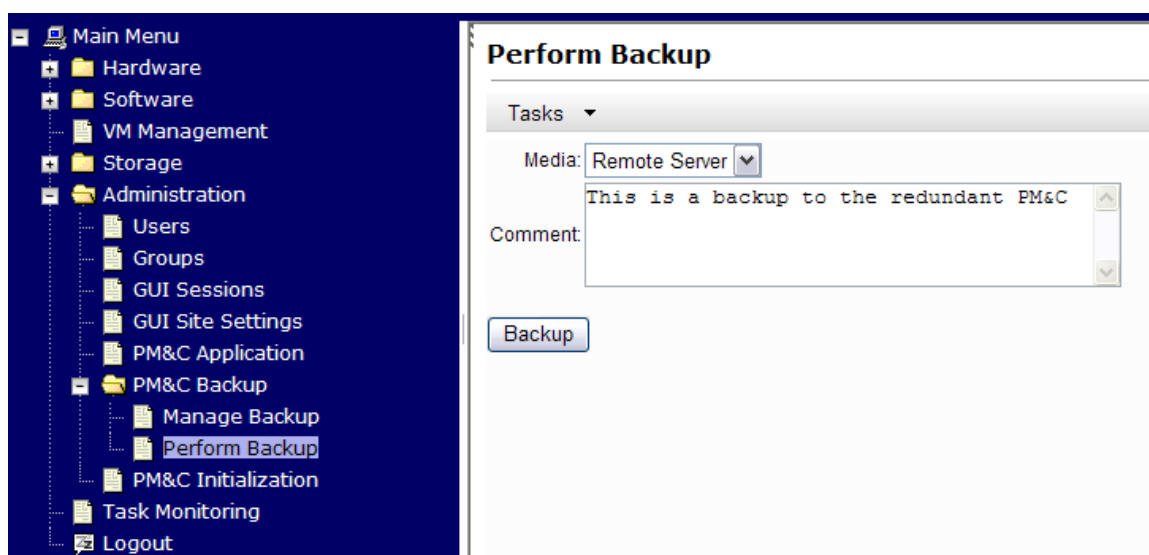 Main Menu
Hardware
Software
VM Management
Storage
Administration
Users
Groups
GUI Sessions
GUI Site Settings
PM&C Application
PM&C Backup
Manage Backup
Perform Backup
PM&C Initialization
Task Monitoring
Logout
Perform Backup
Tasks
Media: Remote Server
This is a backup to the redundant PM&C
Comment:
Backup